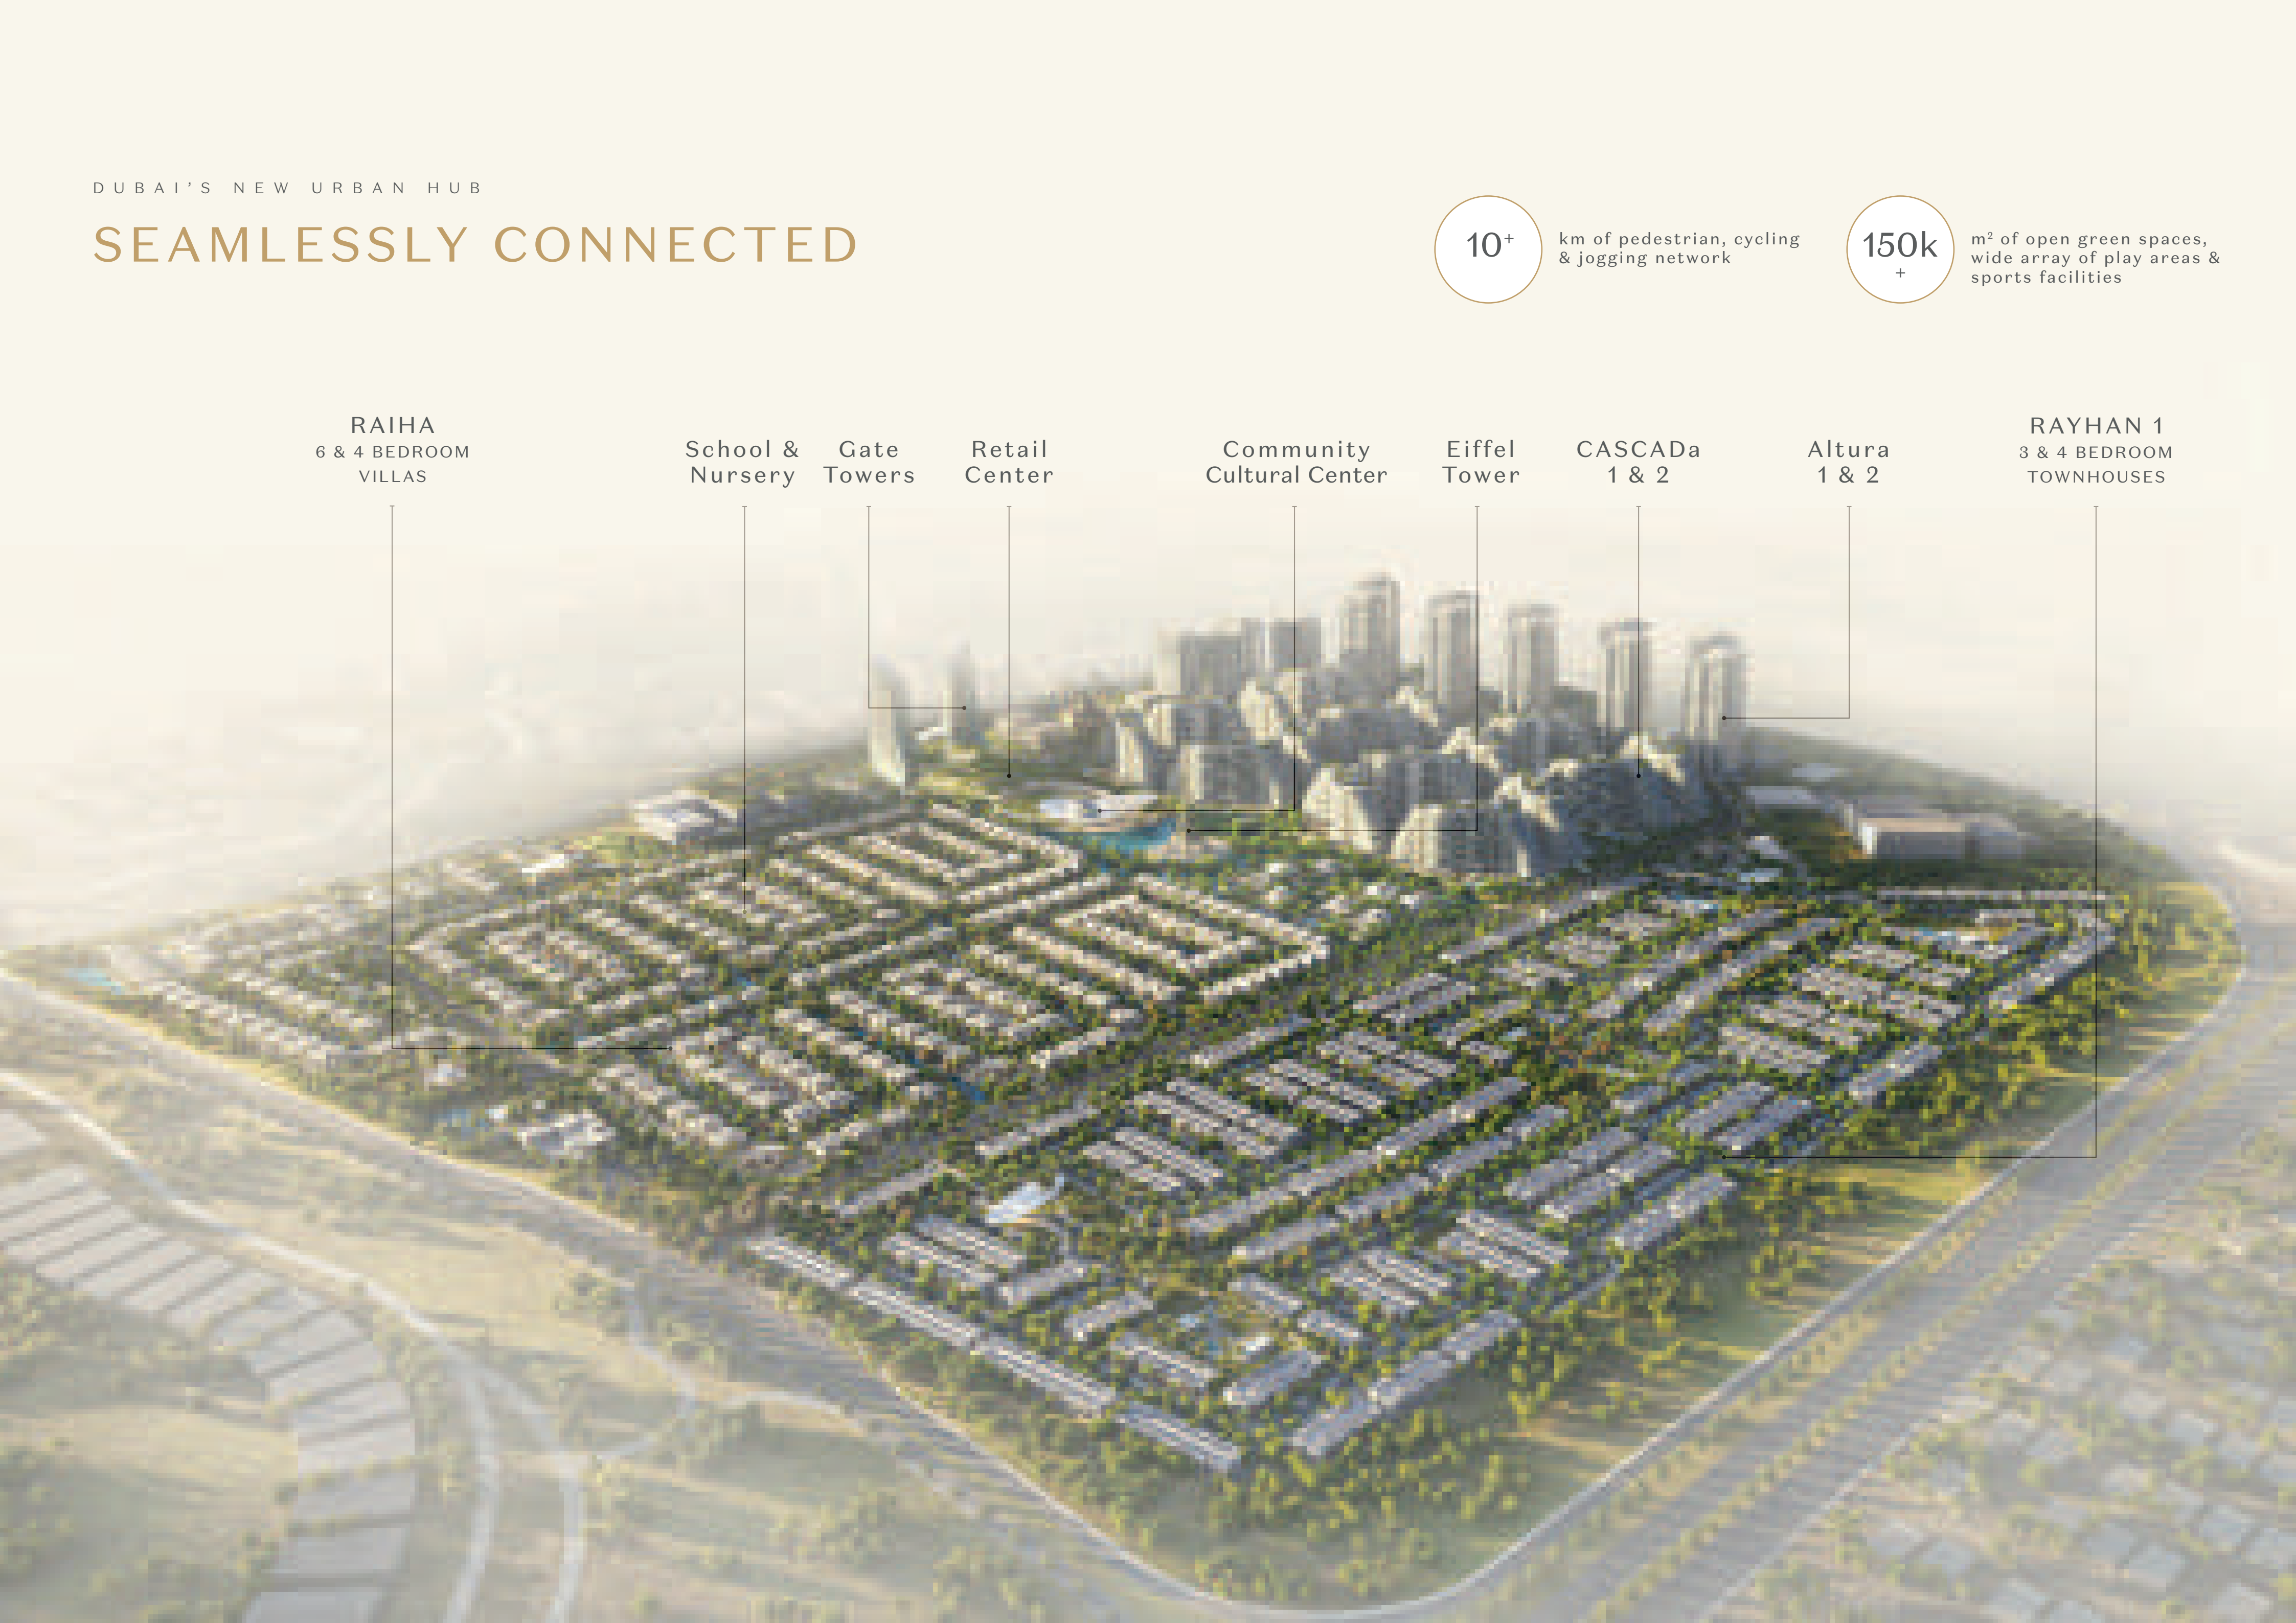 DUBAI'S NEW URBAN HUB
SEAMLESSLY CONNECTED
10+
km of pedestrian, cycling
& jogging network
150k
+
m² of open green spaces,
wide array of play areas &
sports facilities
RAIHA
6 & 4 BEDROOM
VILLAS
School &
Nursery
Gate
Towers
Retail
Center
Community
Cultural Center
Eiffel
Tower
CASCADa
1 & 2
Altura
1 & 2
RAYHAN 1
3 & 4 BEDROOM
TOWNHOUSES